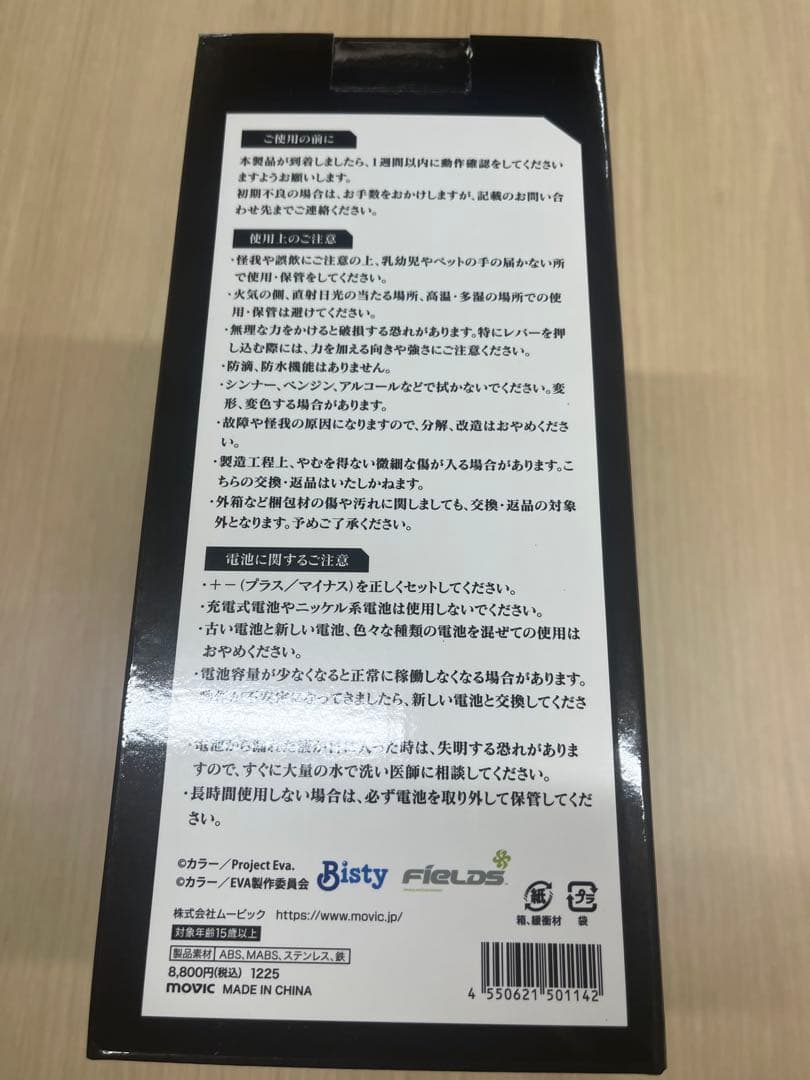 ご使用の前に
本製品が到着しましたら、1週間以内に動作確認をしてください
ますようお願いします。
初期不良の場合は、お手数をおかけしますが、記載のお問い合
わせ先までご連絡ください。
使用上のご注意
・怪我や誤飲にご注意の上、乳幼児やペットの手の届かない所
で使用・保管をしてください。
・火気の側、直射日光の当たる場所、高温・多湿の場所での使
用・保管は避けてください。
・無理な力をかけると破損する恐れがあります。特にレバーを押
し込む際には、力を加える向きや強さにご注意ください。
・防滴、防水機能はありません。
・シンナー、ベンジン、アルコールなどで拭かないでください。変
形、変色する場合があります。
・故障や怪我の原因になりますので、分解、改造はおやめくださ
い。
・製造工程上、やむを得ない微細な傷が入る場合があります。こ
ちらの交換・返品はいたしかねます。
・外箱など梱包材の傷や汚れに関しましても、交換・返品の対象
外となります。予めご了承ください。
電池に関するご注意
・+−(プラス/マイナス)を正しくセットしてください。
・充電式電池やニッケル系電池は使用しないでください。
・古い電池と新しい電池、色々な種類の電池を混ぜての使用は
おやめください。
・電池容量が少なくなると正常に稼働しなくなる場合があります。
なってきましたら、新しい電池と交換してくださ
・電池から漏れた液が目に入った時は、失明する恐れがありま
すので、すぐに大量の水で洗い医師に相談してください。
・長時間使用しない場合は、必ず電池を取り外して保管してくだ
さい。
©カラー/Project Eva.
©カラー/EVA製作委員会 Bisty FIELDS
株式会社ムービック https://www.movic.jp/
対象年齢15歳以上
製品素材 ABS、MABS、ステンレス、鉄
8,800円(税込) 1225
movic MADE IN CHINA
紙 プラ
箱、緩衝材 袋
4 550621 501142